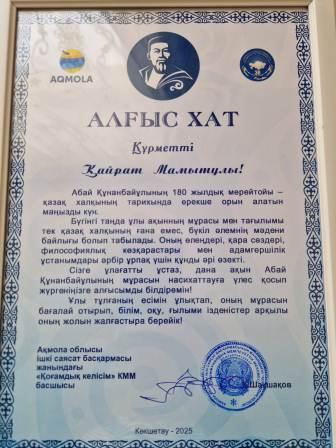 AQMOLA
АЛҒЫС ХАТ
Құрметті
Қайрат Мамытұлы!
Абай Құнанбайұлының 180 жылдық мерейтойы –
қазақ халқының тарихында ерекше орын алатын
маңызды күн.
Бүгінгі таңда ұлы ақынның мұрасы мен тағылымы
тек қазақ халқының ғана емес, бүкіл әлемнің мәдени
байлығы болып табылады. Оның өлеңдері, қара сөздері,
философиялық көзқарастары мен адамгершілік
ұстанымдары әрбір ұрпақ үшін құнды әрі өзекті.
Сізге ұлағатты ұстаз, дана ақын Абай
Құнанбайұлының мұрасын насихаттауға үлес қосып
жүргеніңізге алғысымды білдіремін!
Ұлы тұлғаның есімін ұлықтап, оның мұрасын
бағалай отырып, білім, оқу, ғылыми ізденістер арқылы
оның жолын жалғастыра берейік!
Ақмола облысы
ішкі саясат басқармасы
жанындағы
«Қоғамдық келісім» КММ
басшысы
Шаушақов
Көкшетау - 2025